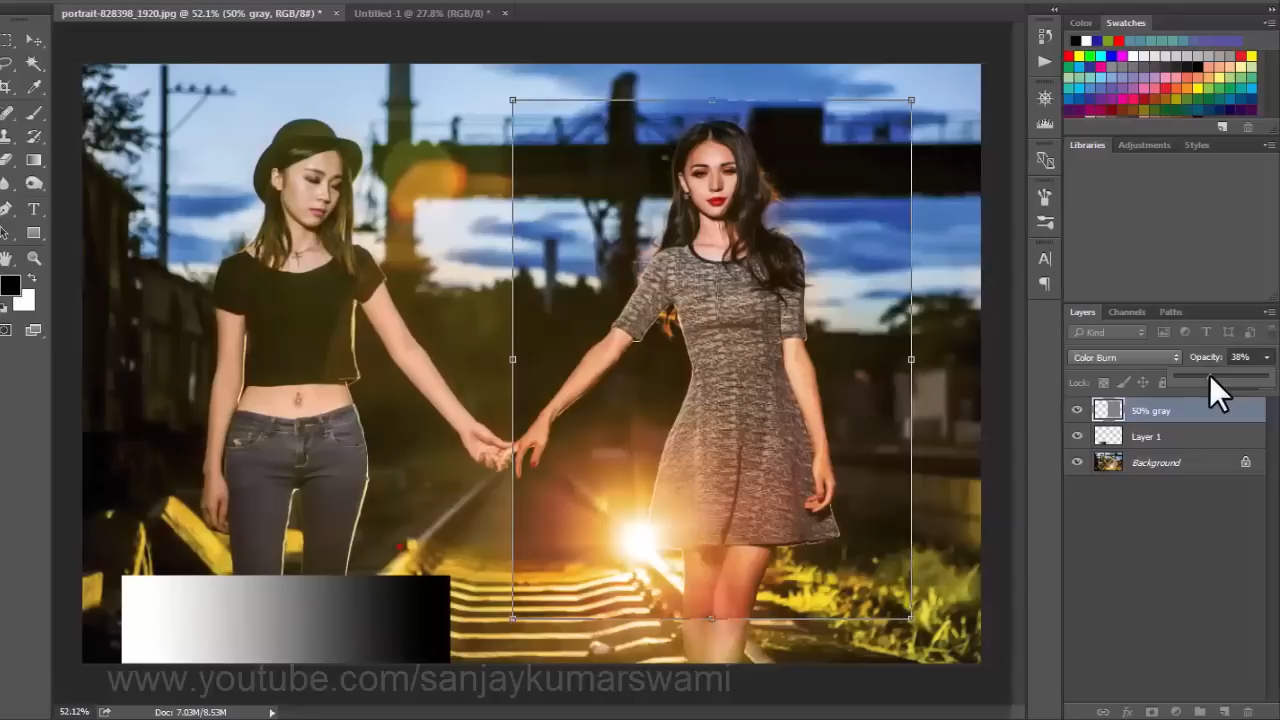 portrait-828398_1920.jpg @ 52.1% (50% gray, RGB/8#) * ×
Untitled-1 @ 27.8% (RGB/8) * ×
Color
Swatches
Libraries
Adjustments
Styles
A
¶
Layers
Channels
Paths
Kind
T
Color Burn
Opacity: 38%
Lock:
50% gray
Layer 1
Background
fx
T
www.youtube.com/sanjaykumarswami
52.12%
Doc: 7.03M/8.53M